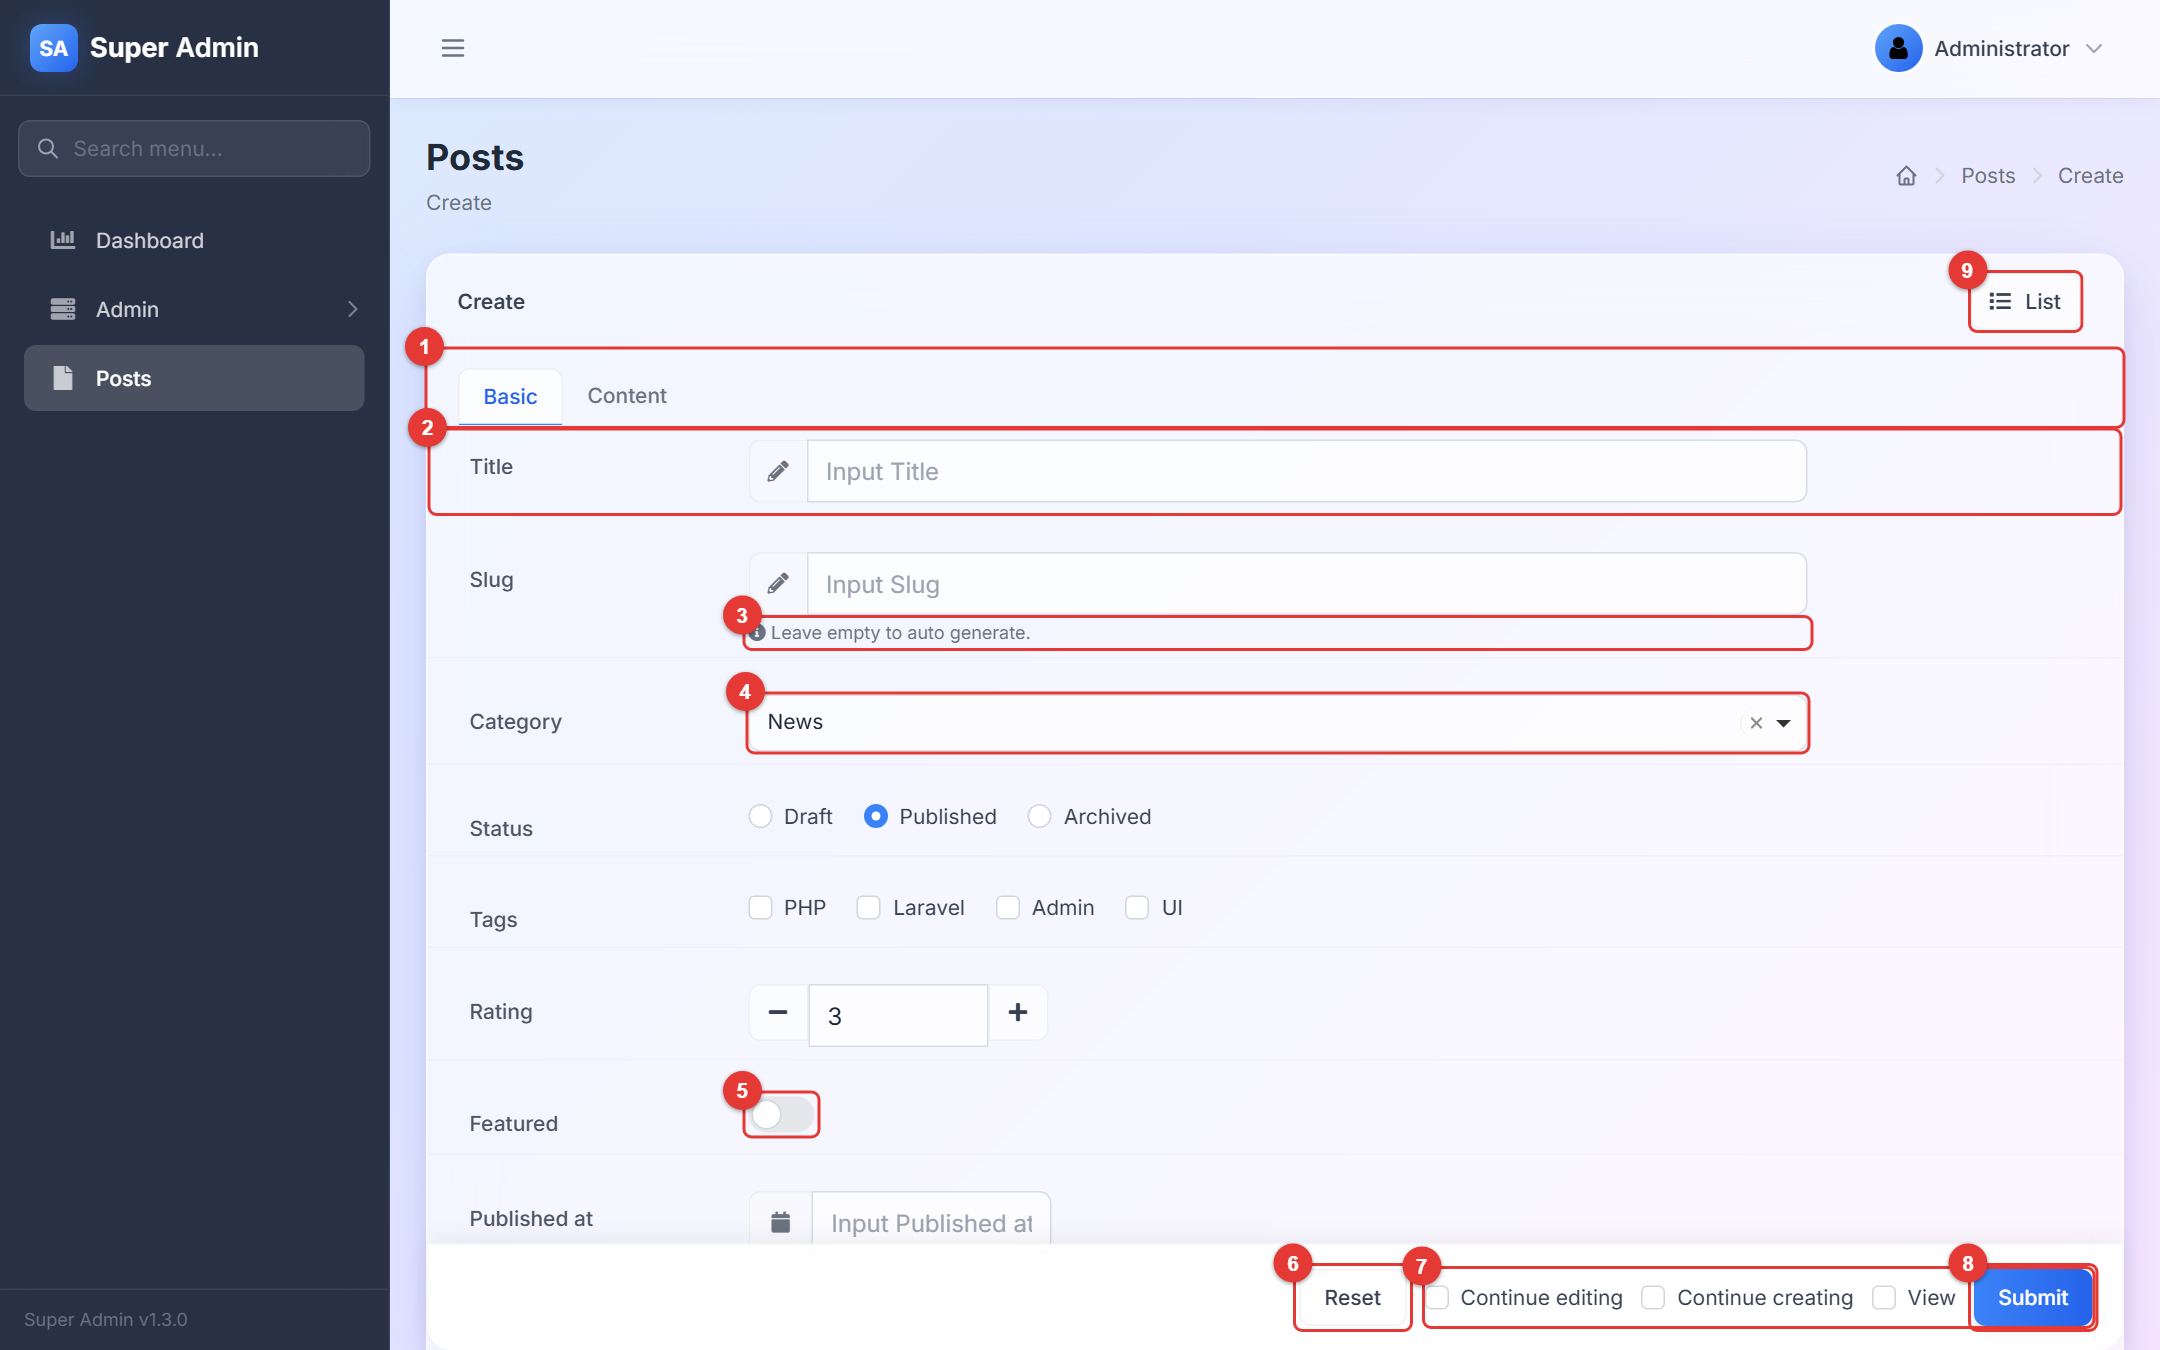 SA Super Admin
Administrator
Search menu...
Dashboard
Admin
Posts
Super Admin v1.3.0
Posts
Create
Posts Create
Create
9
List
1
Basic Content
2
Title Input Title
Slug Input Slug
3
Leave empty to auto generate.
4
Category News
Status Draft Published Archived
Tags PHP Laravel Admin UI
Rating 3
5
Featured
Published at Input Published at
6 7 8
Reset Continue editing Continue creating View Submit